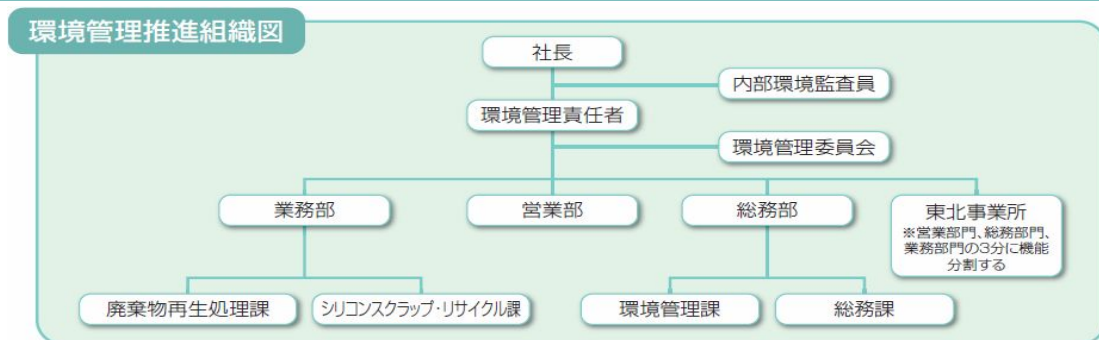 環境管理推進組織図
社長
内部環境監査員
環境管理責任者
環境管理委員会
業務部
営業部
総務部
東北事業所
※営業部門、総務部門、
業務部門の3分に機能
分割する
廃棄物再生処理課
シリコンスクラップ・リサイクル課
環境管理課
総務課